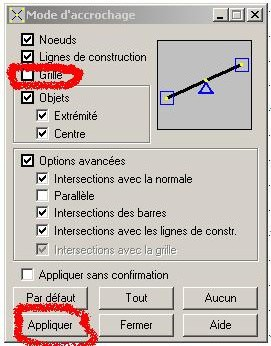 Mode d'accrochage
Noeuds
Lignes de construction
Grille
Objets
Extrémité
Centre
Options avancées
Intersections avec la normale
Parallèle
Intersections des barres
Intersections avec les lignes de constr.
Intersections avec la grille
Appliquer sans confirmation
Par défaut
Tout
Aucun
Appliquer
Fermer
Aide